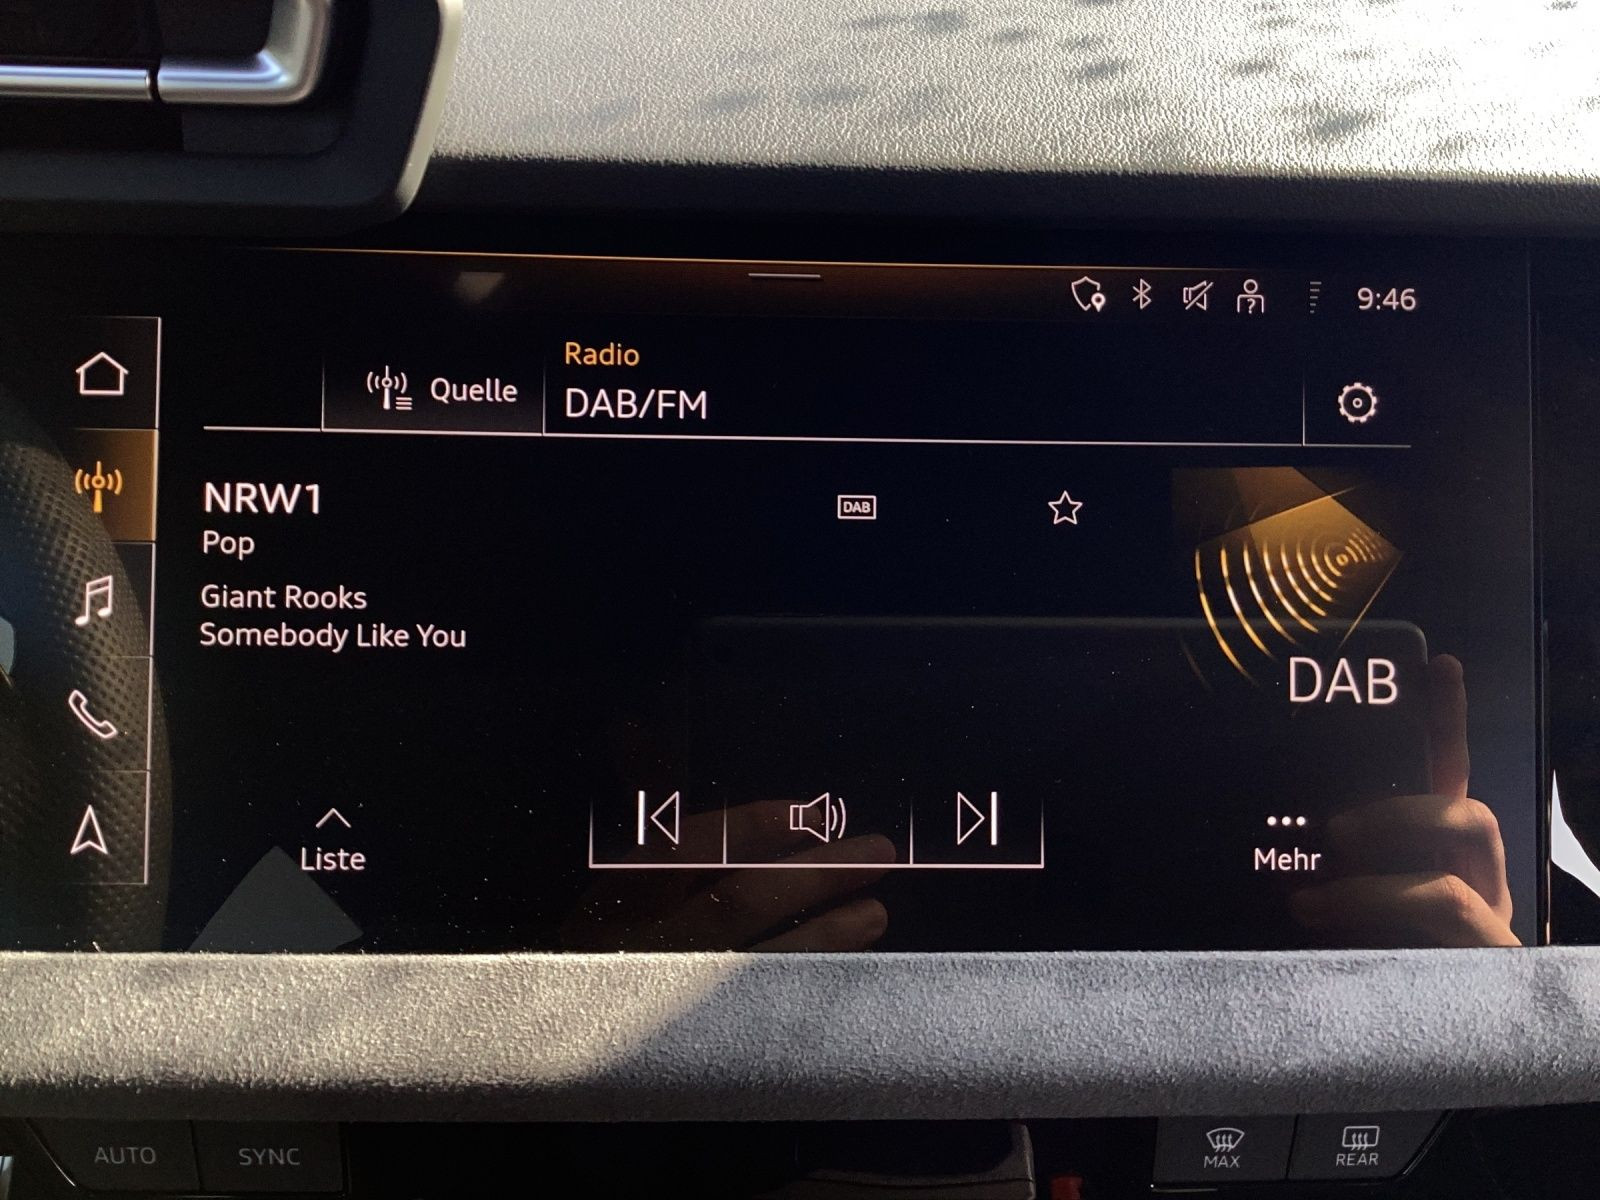 9:46
Radio
Quelle
DAB/FM
NRW1
DAB
Pop
Giant Rooks
Somebody Like You
DAB
Liste
Mehr
AUTO
SYNC
MAX
REAR